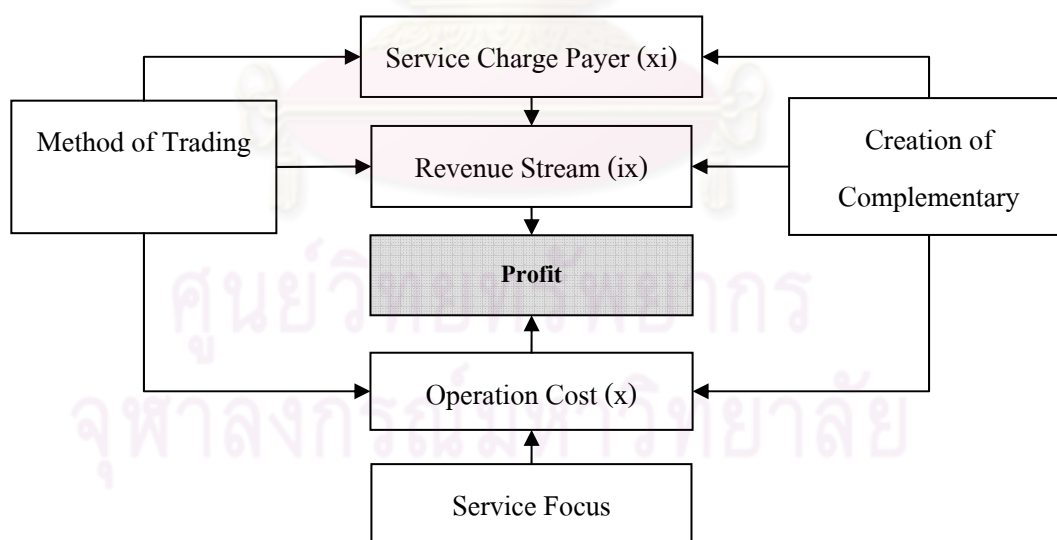 Service Charge Payer (xi)
Method of Trading
Revenue Stream (ix)
Creation of
Complementary
Profit
ศูนย์วิทยทรัพยากร
Operation Cost (x)
จุฬาลงกรณ์มหาวิทยาลัย
Service Focus